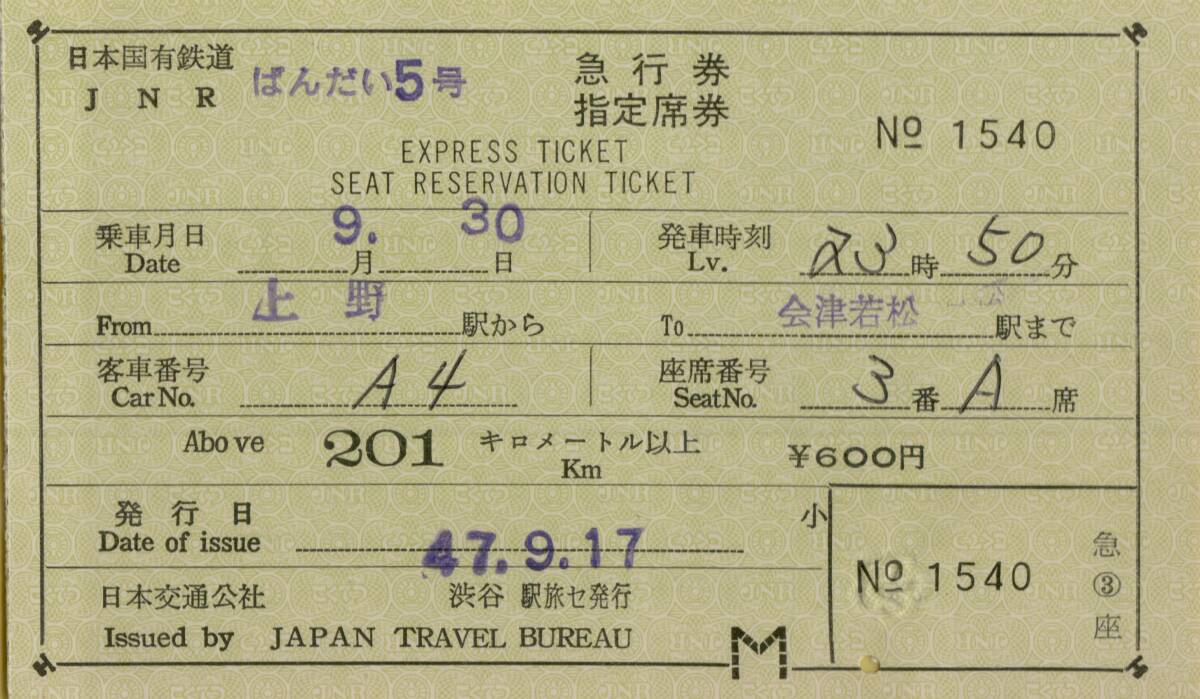 日本国有鉄道 ばんだい5号 急行券
JNR 指定席券
№ 1540
EXPRESS TICKET
SEAT RESERVATION TICKET
乗車月日 9. 月 30 日 発車時刻 23 時 50 分
Date Lv.
From 上野 駅から To 会津若松 駅まで
客車番号 A4 座席番号 3 番 A 席
Car No. Seat No.
Above 201 キロメートル以上 ¥600円
Km
発行日 小
Date of issue 47.9.17
№ 1540 急③座
日本交通公社 渋谷 駅旅セ発行
Issued by JAPAN TRAVEL BUREAU M